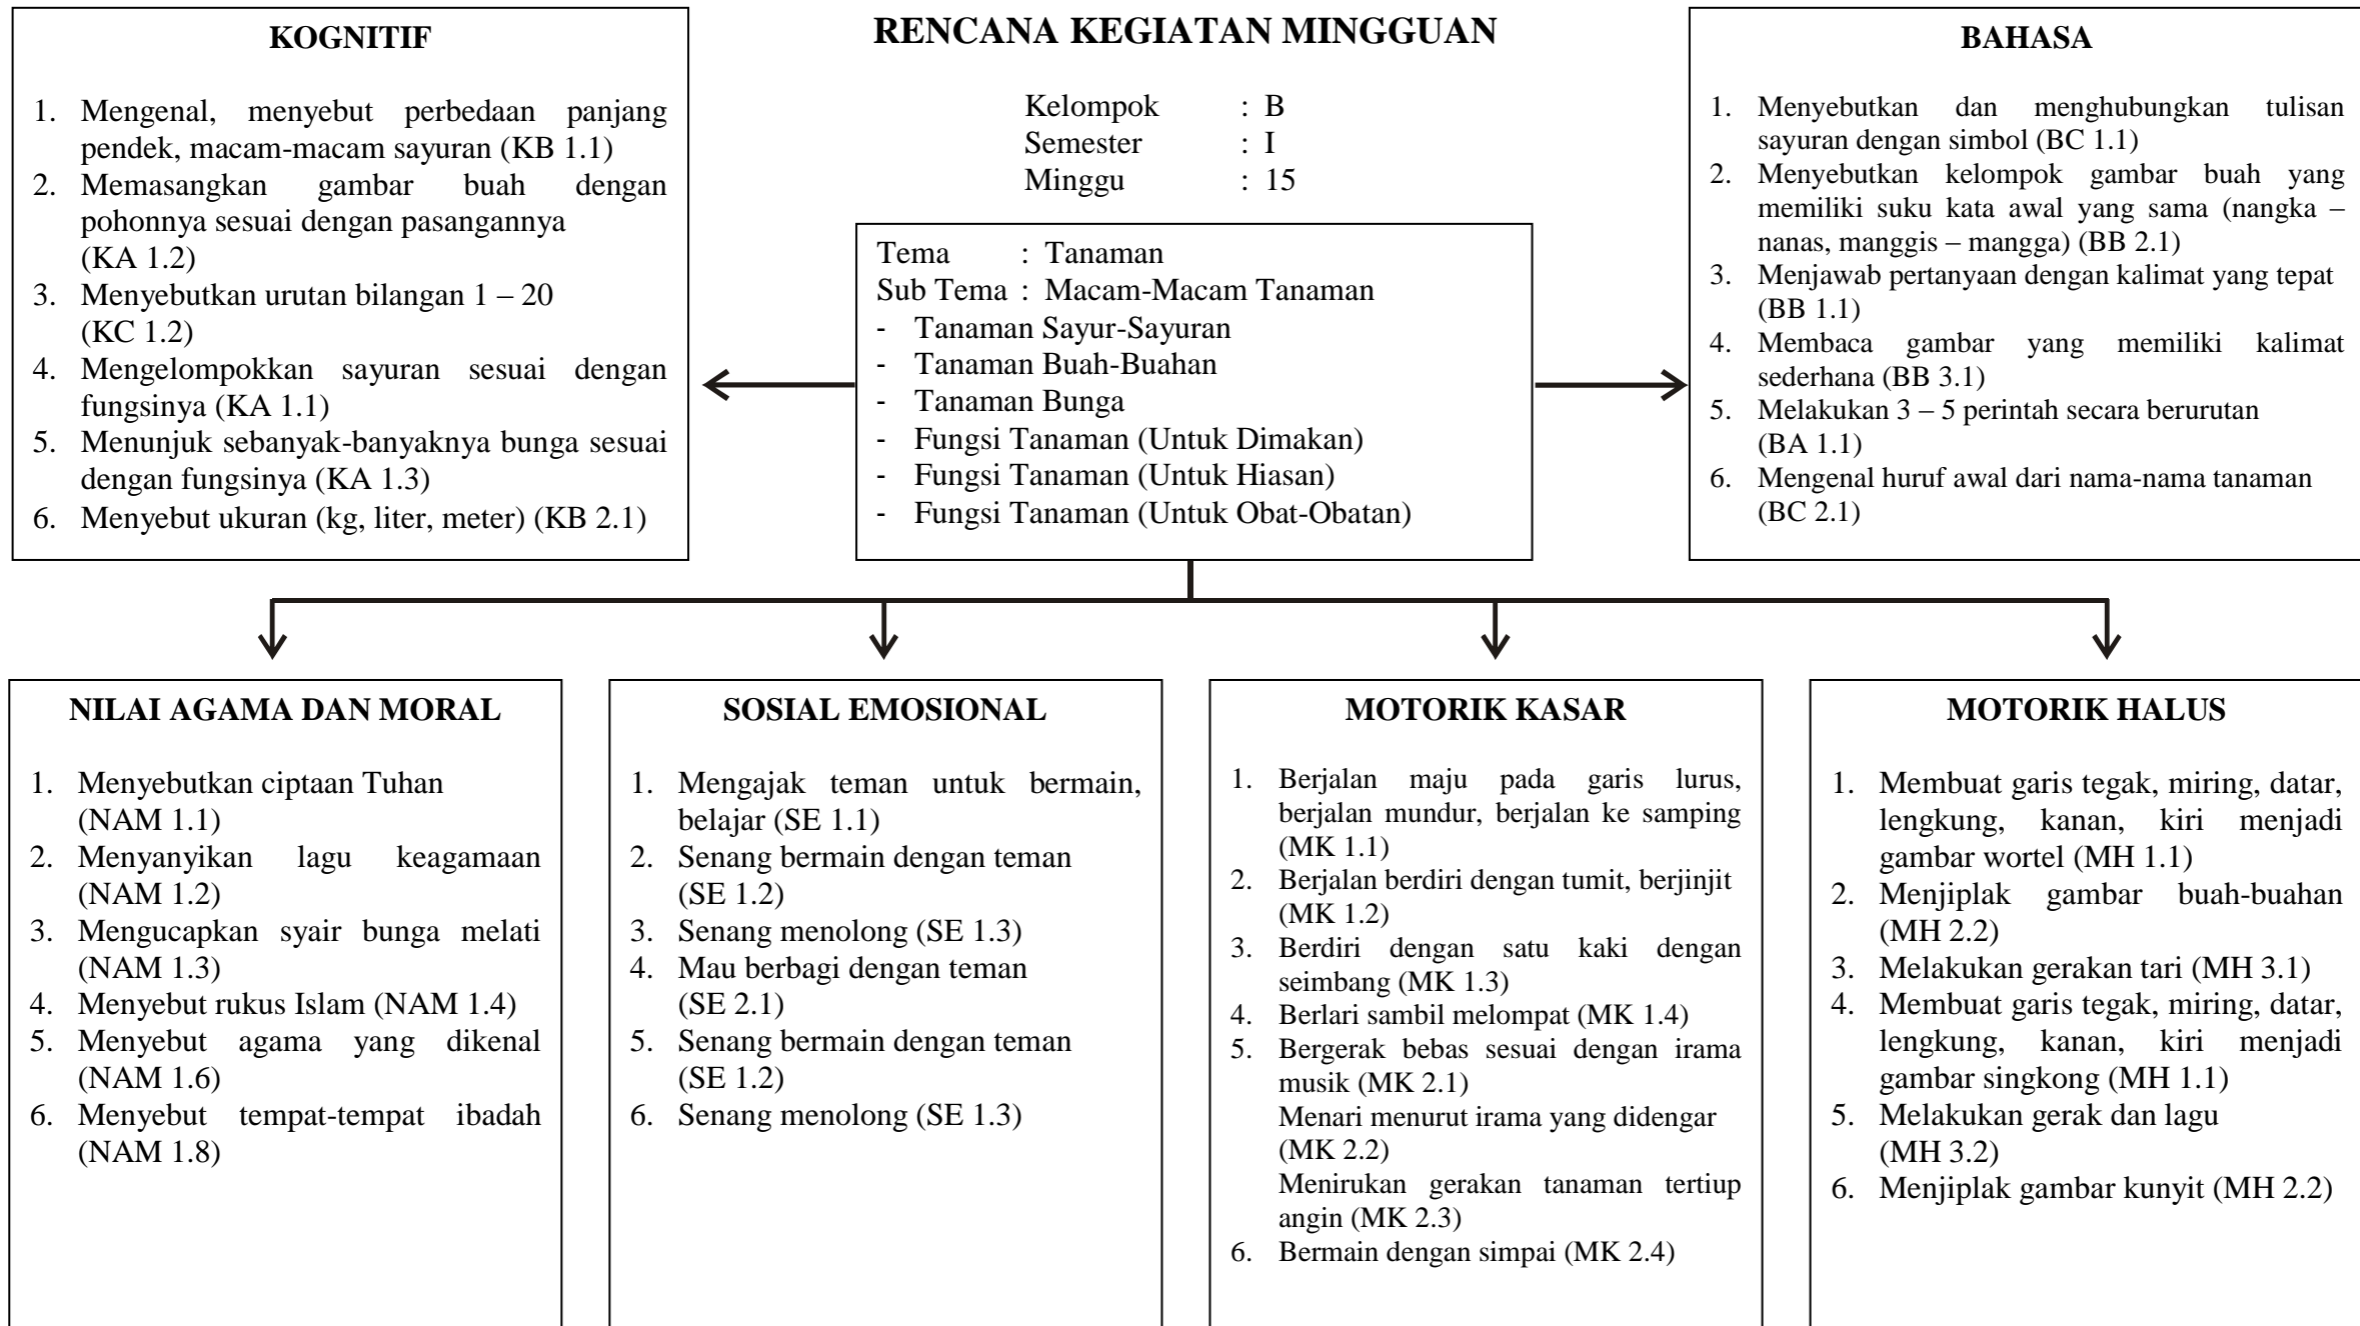 RENCANA KEGIATAN MINGGUAN
Kelompok : B
Semester : I
Minggu : 15
KOGNITIF
1. Mengenal, menyebut perbedaan panjang
pendek, macam-macam sayuran (KB 1.1)
2. Memasangkan gambar buah dengan
pohonnya sesuai dengan pasangannya
(KA 1.2)
3. Menyebutkan urutan bilangan 1 – 20
(KC 1.2)
4. Mengelompokkan sayuran sesuai dengan
fungsinya (KA 1.1)
5. Menunjuk sebanyak-banyaknya bunga sesuai
dengan fungsinya (KA 1.3)
6. Menyebut ukuran (kg, liter, meter) (KB 2.1)
Tema : Tanaman
Sub Tema : Macam-Macam Tanaman
- Tanaman Sayur-Sayuran
- Tanaman Buah-Buahan
- Tanaman Bunga
- Fungsi Tanaman (Untuk Dimakan)
- Fungsi Tanaman (Untuk Hiasan)
- Fungsi Tanaman (Untuk Obat-Obatan)
BAHASA
1. Menyebutkan dan menghubungkan tulisan
sayuran dengan simbol (BC 1.1)
2. Menyebutkan kelompok gambar buah yang
memiliki suku kata awal yang sama (nangka –
nanas, manggis – mangga) (BB 2.1)
3. Menjawab pertanyaan dengan kalimat yang tepat
(BB 1.1)
4. Membaca gambar yang memiliki kalimat
sederhana (BB 3.1)
5. Melakukan 3 – 5 perintah secara berurutan
(BA 1.1)
6. Mengenal huruf awal dari nama-nama tanaman
(BC 2.1)
NILAI AGAMA DAN MORAL
1. Menyebutkan ciptaan Tuhan
(NAM 1.1)
2. Menyanyikan lagu keagamaan
(NAM 1.2)
3. Mengucapkan syair bunga melati
(NAM 1.3)
4. Menyebut rukus Islam (NAM 1.4)
5. Menyebut agama yang dikenal
(NAM 1.6)
6. Menyebut tempat-tempat ibadah
(NAM 1.8)
SOSIAL EMOSIONAL
1. Mengajak teman untuk bermain,
belajar (SE 1.1)
2. Senang bermain dengan teman
(SE 1.2)
3. Senang menolong (SE 1.3)
4. Mau berbagi dengan teman
(SE 2.1)
5. Senang bermain dengan teman
(SE 1.2)
6. Senang menolong (SE 1.3)
MOTORIK KASAR
1. Berjalan maju pada garis lurus,
berjalan mundur, berjalan ke samping
(MK 1.1)
2. Berjalan berdiri dengan tumit, berjinjit
(MK 1.2)
3. Berdiri dengan satu kaki dengan
seimbang (MK 1.3)
4. Berlari sambil melompat (MK 1.4)
5. Bergerak bebas sesuai dengan irama
musik (MK 2.1)
Menari menurut irama yang didengar
(MK 2.2)
Menirukan gerakan tanaman tertiup
angin (MK 2.3)
6. Bermain dengan simpai (MK 2.4)
MOTORIK HALUS
1. Membuat garis tegak, miring, datar,
lengkung, kanan, kiri menjadi
gambar wortel (MH 1.1)
2. Menjiplak gambar buah-buahan
(MH 2.2)
3. Melakukan gerakan tari (MH 3.1)
4. Membuat garis tegak, miring, datar,
lengkung, kanan, kiri menjadi
gambar singkong (MH 1.1)
5. Melakukan gerak dan lagu
(MH 3.2)
6. Menjiplak gambar kunyit (MH 2.2)